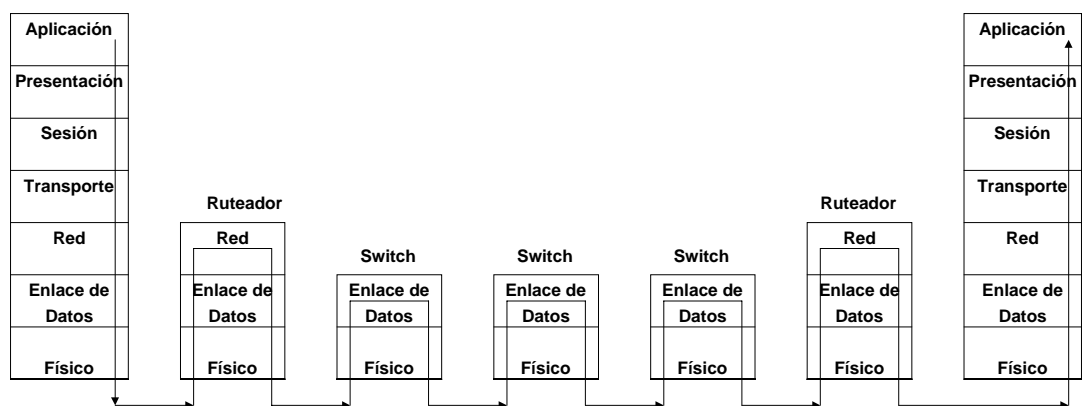 Aplicación
Presentación
Sesión
Transporte
Red
Enlace de
Datos
Físico
Ruteador
Red
Enlace de
Datos
Físico
Switch
Enlace de
Datos
Físico
Switch
Enlace de
Datos
Físico
Switch
Enlace de
Datos
Físico
Ruteador
Red
Enlace de
Datos
Físico
Aplicación
Presentación
Sesión
Transporte
Red
Enlace de
Datos
Físico